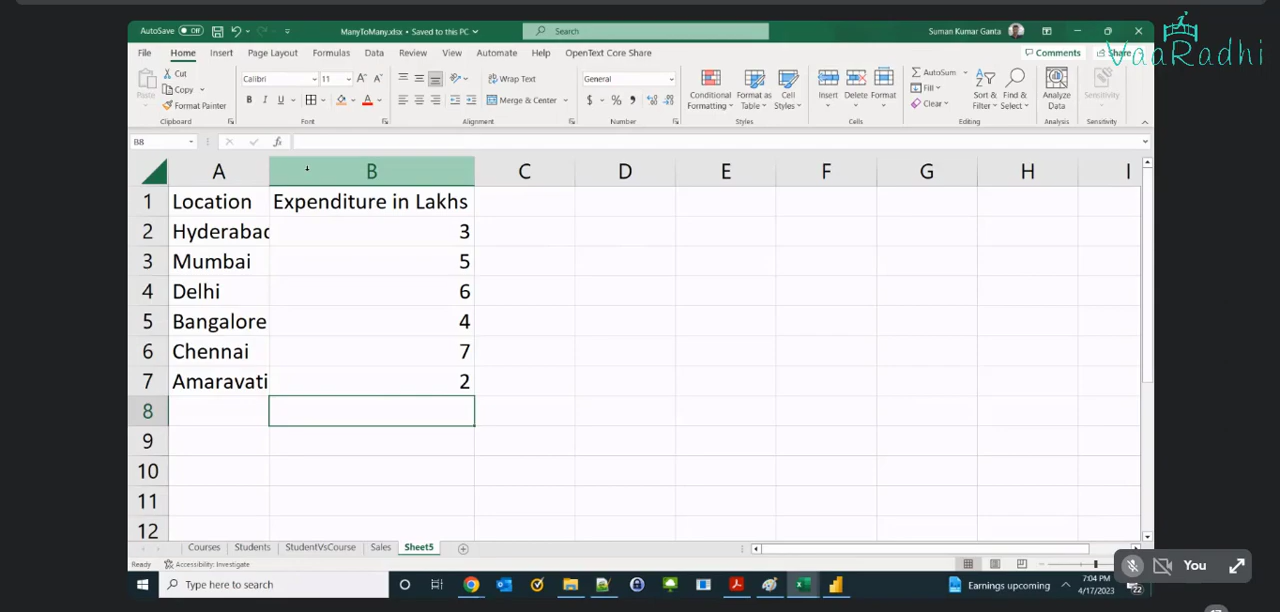 AutoSave Off ManyToMany.xlsx • Saved to this PC Search Suman Kumar Ganta
VaaRadhi
File Home Insert Page Layout Formulas Data Review View Automate Help OpenText Core Share Comments Share
Paste Cut Copy Format Painter
Clipboard
Calibri 11 A A
B I U A
Font
Wrap Text
Merge & Center
Alignment
General
$ % ,
Number
Conditional Formatting Format as Table Cell Styles
Styles
Insert Delete Format
Cells
AutoSum Fill Clear Sort & Filter Find & Select
Editing
Analyze Data
Analysis
Sensitivity
Sensitivity
B8 fx
A B C D E F G H I
1 Location Expenditure in Lakhs
2 Hyderabad 3
3 Mumbai 5
4 Delhi 6
5 Bangalore 4
6 Chennai 7
7 Amaravati 2
8
9
10
11
12
Courses Students StudentVsCourse Sales Sheet5
Ready Accessibility: Investigate
You
Type here to search Earnings upcoming 7:04 PM
4/17/2023 22